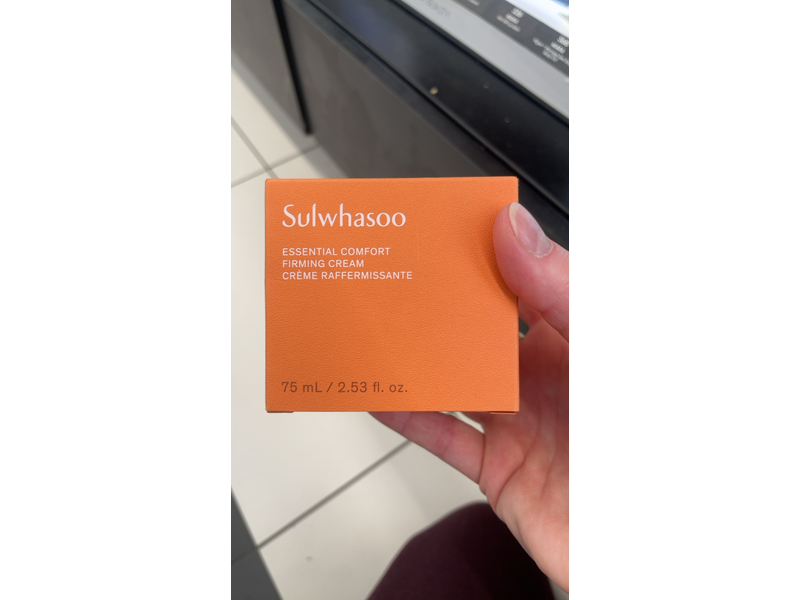 Sulwhasoo
ESSENTIAL COMFORT
FIRMING CREAM
CRÈME RAFFERMISSANTE
75 mL / 2.53 fl. oz.